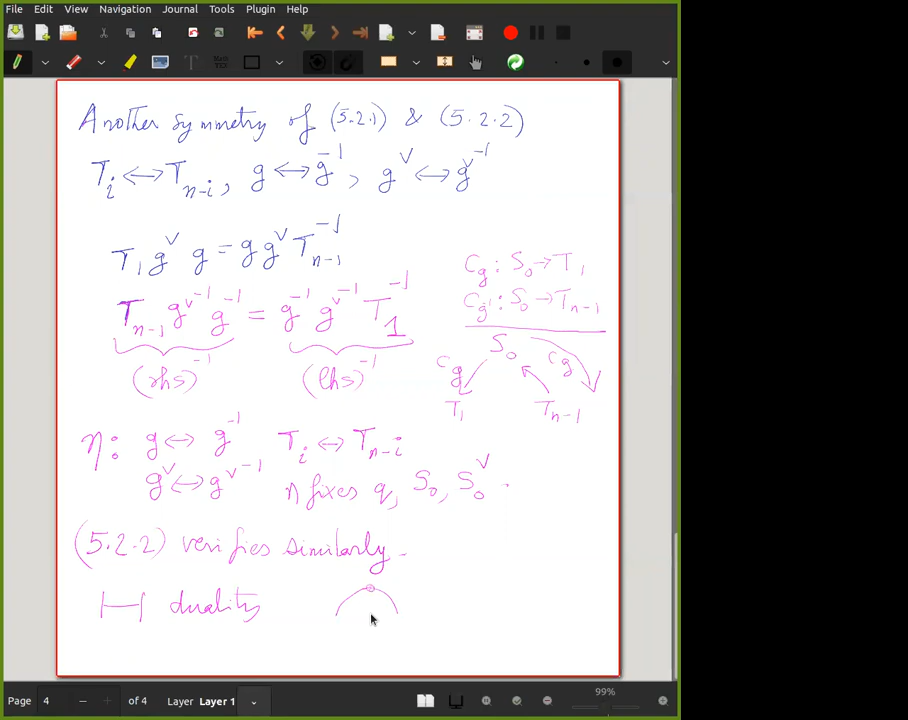 File Edit View Navigation Journal Tools Plugin Help
Another symmetry of (5.2.1) & (5.2.2)
T_i ↔ T_{n-i}, g ↔ g^{-1}, g^∨ ↔ g^{∨-1}
T_1 g^∨ g = g g^∨ T_{n-1}^{-1}
C_g: S_0 → T_1
T_{n-1} g^{∨-1} g^{-1} = g^{-1} g^{∨-1} T_1^{-1}
C_{g^{-1}}: S_0 → T_{n-1}
(rhs)^{-1} (lhs)^{-1}
C_g S_0 C_g
T_1 T_{n-1}
η: g ↔ g^{-1} T_i ↔ T_{n-i}
g^∨ ↔ g^{∨-1} η fixes q, S_0, S_0^∨.
(5.2.2) verifies similarly.
H duality
Page 4 of 4 Layer Layer 1 99%